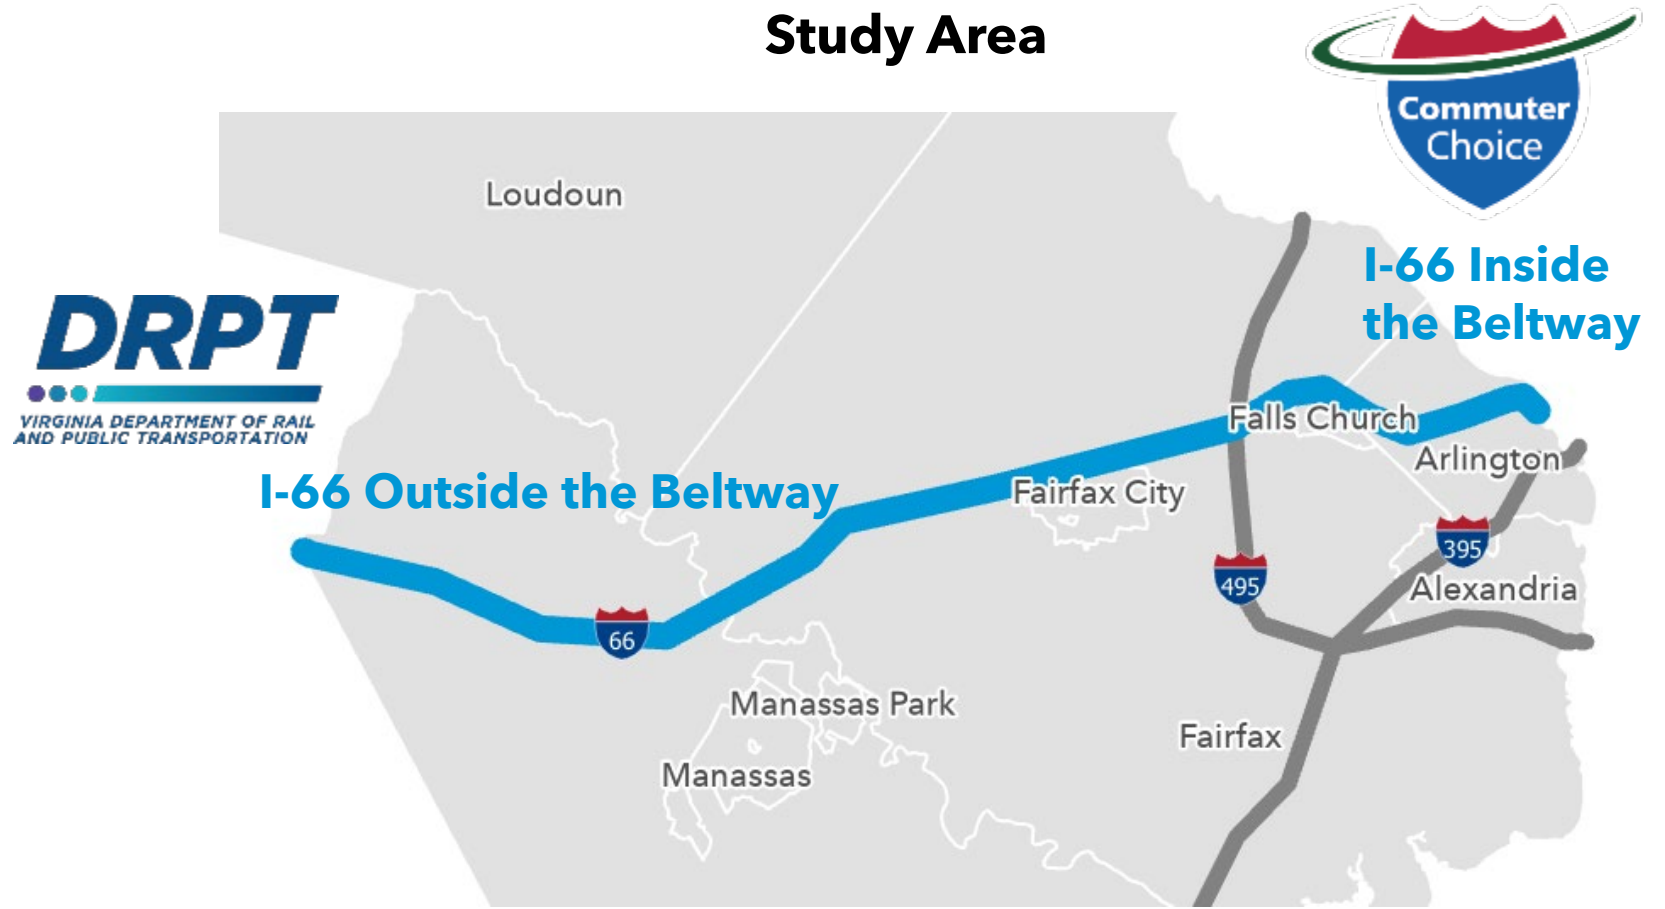 Study Area
Commuter
Choice
Loudoun
I-66 Inside
the Beltway
DRPT
VIRGINIA DEPARTMENT OF RAIL
AND PUBLIC TRANSPORTATION
Falls Church
Arlington
I-66 Outside the Beltway
Fairfax City
395
495
Alexandria
66
Manassas Park
Fairfax
Manassas